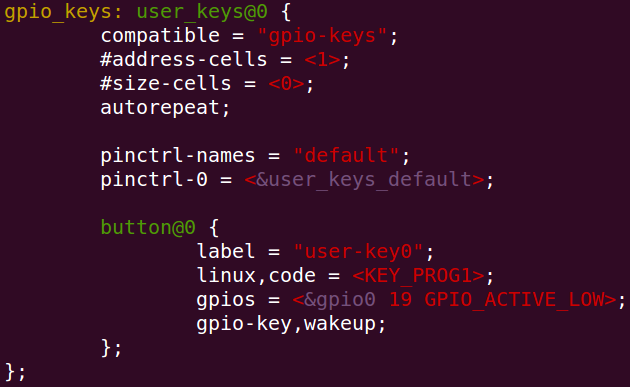 gpio_keys: user_keys@0 {
        compatible = "gpio-keys";
        #address-cells = <1>;
        #size-cells = <0>;
        autorepeat;

        pinctrl-names = "default";
        pinctrl-0 = <&user_keys_default>;

        button@0 {
                label = "user-key0";
                linux,code = <KEY_PROG1>;
                gpios = <&gpio0 19 GPIO_ACTIVE_LOW>;
                gpio-key,wakeup;
        };
};